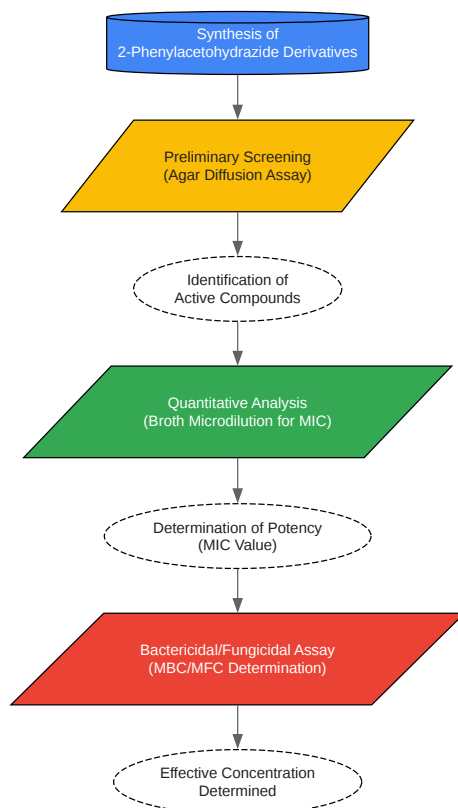 Synthesis of
2-Phenylacetohydrazide Derivatives
Preliminary Screening
(Agar Diffusion Assay)
Identification of
Active Compounds
Quantitative Analysis
(Broth Microdilution for MIC)
Determination of Potency
(MIC Value)
Bactericidal/Fungicidal Assay
(MBC/MFC Determination)
Effective Concentration
Determined